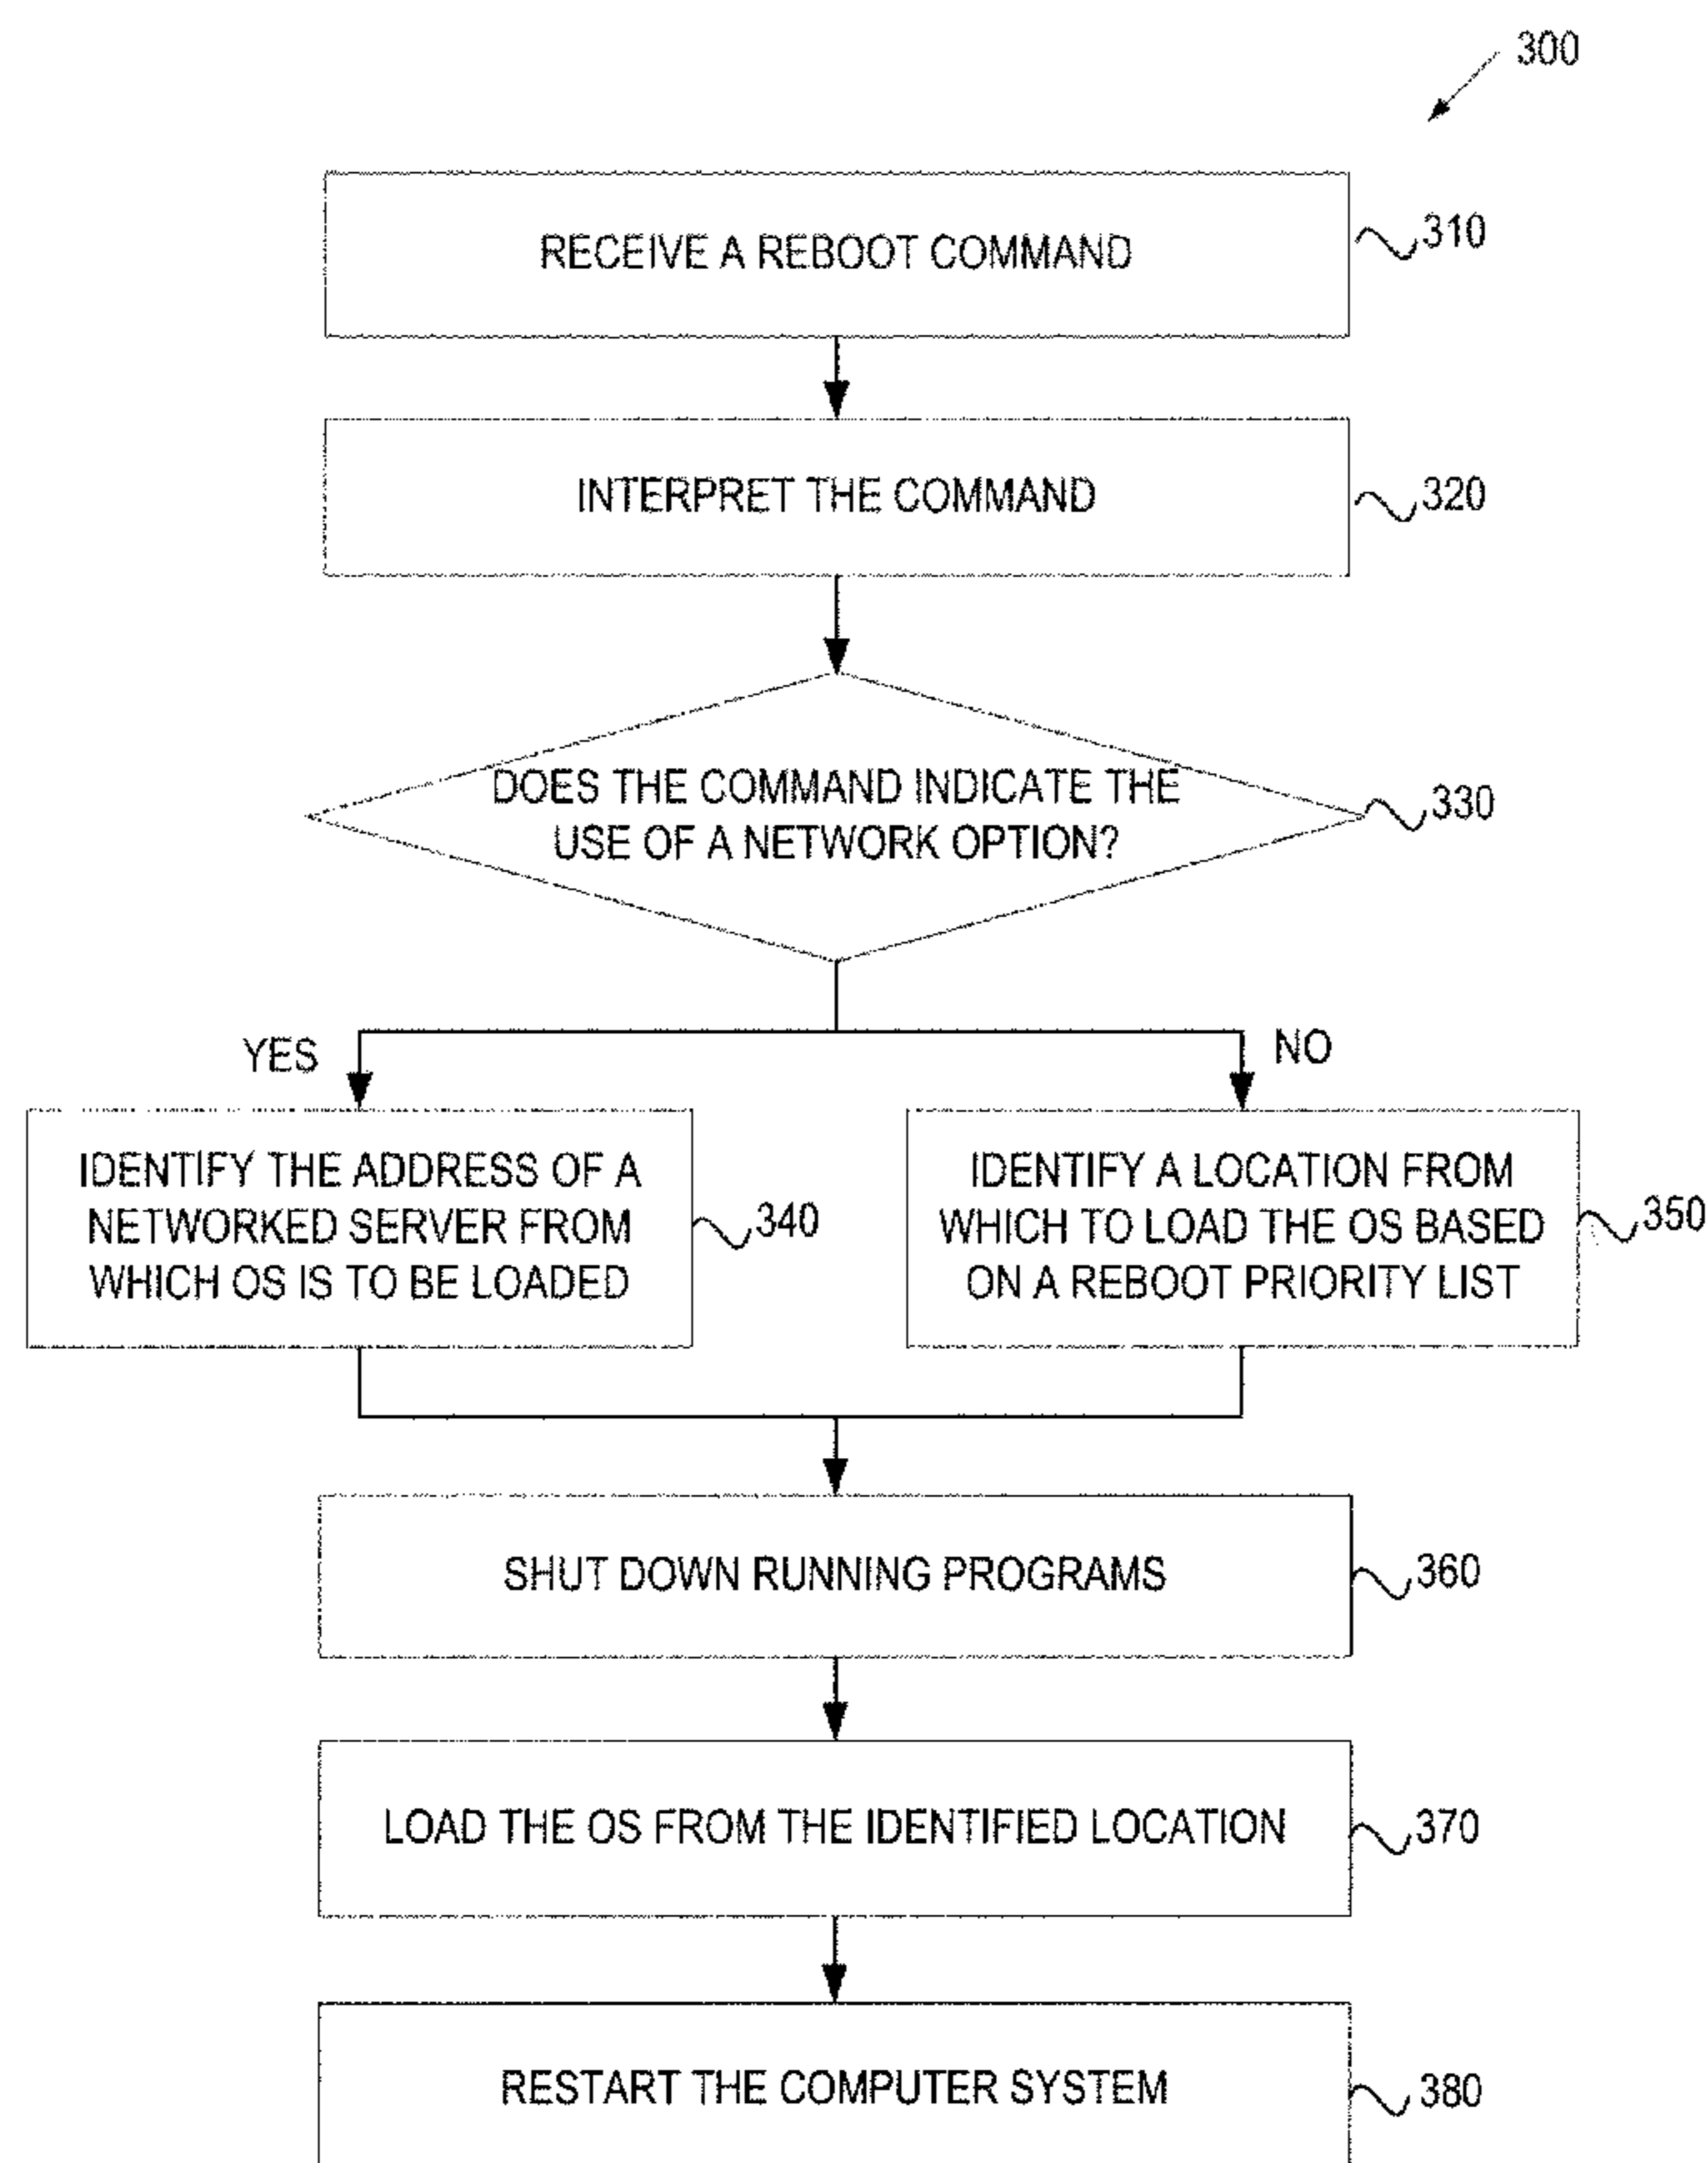 300
RECEIVE A REBOOT COMMAND
310
INTERPRET THE COMMAND
320
DOES THE COMMAND INDICATE THE
USE OF A NETWORK OPTION?
330
YES
NO
IDENTIFY THE ADDRESS OF A
NETWORKED SERVER FROM
WHICH OS IS TO BE LOADED
340
IDENTIFY A LOCATION FROM
WHICH TO LOAD THE OS BASED
ON A REBOOT PRIORITY LIST
350
SHUT DOWN RUNNING PROGRAMS
360
LOAD THE OS FROM THE IDENTIFIED LOCATION
370
RESTART THE COMPUTER SYSTEM
380